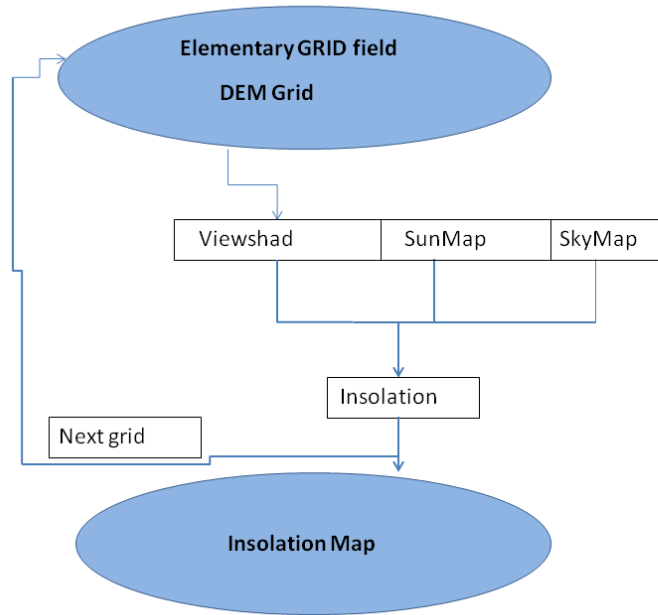 Elementary GRID field
DEM Grid
Viewshad
SunMap
SkyMap
Insolation
Next grid
Insolation Map